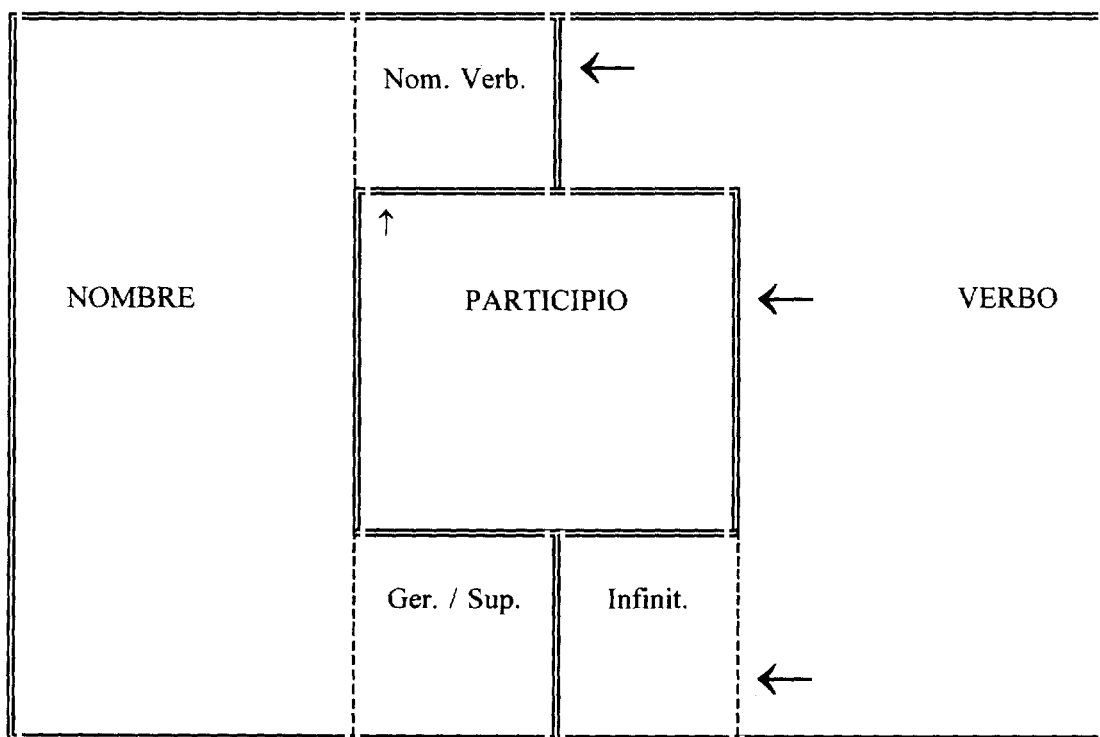 Nom. Verb.
NOMBRE PARTICIPIO VERBO
Ger. / Sup. Infinit.